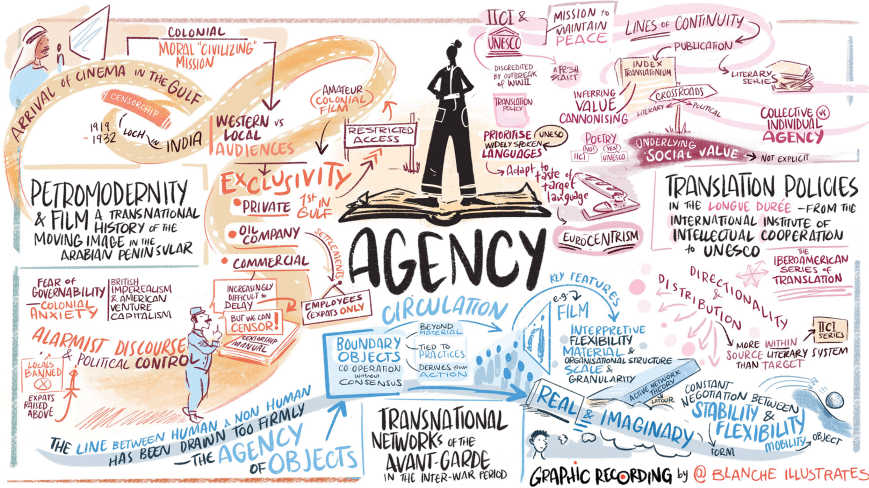 COLONIAL
MORAL "CIVILIZING"
MISSION
ARRIVAL OF CINEMA IN THE GULF
CENSORSHIP
1919
- 1932
LOCH
IN INDIA
WESTERN VS
LOCAL
AUDIENCES
AMATEUR
COLONIAL
FILM
RESTRICTED
ACCESS
EXCLUSIVITY
PRIVATE
1ST IN
GULF
OIL
COMPANY
COMMERCIAL
SETTLEMENTS
EMPLOYEES
(EXPATS ONLY
PETROMODERNITY
& FILM A TRANSNATIONAL
HISTORY OF THE
MOVING IMAGE IN THE
ARABIAN PENINSULAR
FEAR OF
GOVERNABILITY
COLONIAL
ANXIETY
BRITISH
IMPEREALISM
& AMERICAN
VENTURE
CAPITALISM
INCREASINGLY
DIFFICULT to
DELAY
BUT WE CAN
CENSOR!
CENSORSHIP
MANUAL
ALARMIST DISCOURSE
& POLITICAL CONTROL
LOCALS
BANNED
EXPATS
RAISED
ABOVE
THE LINE BETWEEN HUMAN & NON HUMAN
HAS BEEN DRAWN TOO FIRMLY
— THE AGENCY
OF OBJECTS
AGENCY
IICI &
UNESCO
DISCREDITED
BY OUTBREAK
OF WWII
MISSION to
MAINTAIN
PEACE
A FRESH
START
TRANSLATION
POLICY
PRIORITISE
WIDELY SPOKEN
LANGUAGES
UNESO
Adapt to
taste of
target
language
POETRY
NO!
IICI
YES!
UNESCO
EUROCENTRISM
LINES OF CONTINUITY
PUBLICATION
INDEX
TRANSLATINIUM
LITERARY
SERIES
INFERRING
VALUE
CANNONISING
CROSSROADS
LITERARY
POLITICAL
COLLECTIVE VS
INDIVIDUAL
AGENCY
UNDERLYING
SOCIAL VALUE
NOT EXPLICIT
TRANSLATION POLICIES
IN THE LONGUE DURÉE – FROM THE
INTERNATIONAL INSTITUTE OF
INTELLECTUAL COOPERATION
to UNESCO
THE
IBEROAMERICAN
SERIES OF
TRANSLATION
DIRECTIONALITY
& DISTRIBUTION
MORE WITHIN
SOURCE LITERARY SYSTEM
THAN TARGET
IICI
SERIES
CIRCULATION
BOUNDARY
OBJECTS
CO OPERATION
without
CONSENSUS
BEYOND
MATERIAL
TIED TO
PRACTICES
DERIVES from
ACTION
KEY FEATURES
e.g.
FILM
INTERPRETIVE
FLEXIBILITY
MATERIAL &
ORGANISATIONAL STRUCTURE
SCALE &
GRANULARITY
ACTIVE NETWORK
THEORY
- LATOUR
REAL & IMAGINARY
CONSTANT
NEGOTIATION BETWEEN
STABILITY &
FLEXIBILITY
MOBILITY
OBJECT
FORM
TRANSNATIONAL
NETWORKS OF THE
AVANT-GARDE
IN THE INTER-WAR PERIOD
GRAPHIC RECORDING by @ BLANCHE ILLUSTRATES